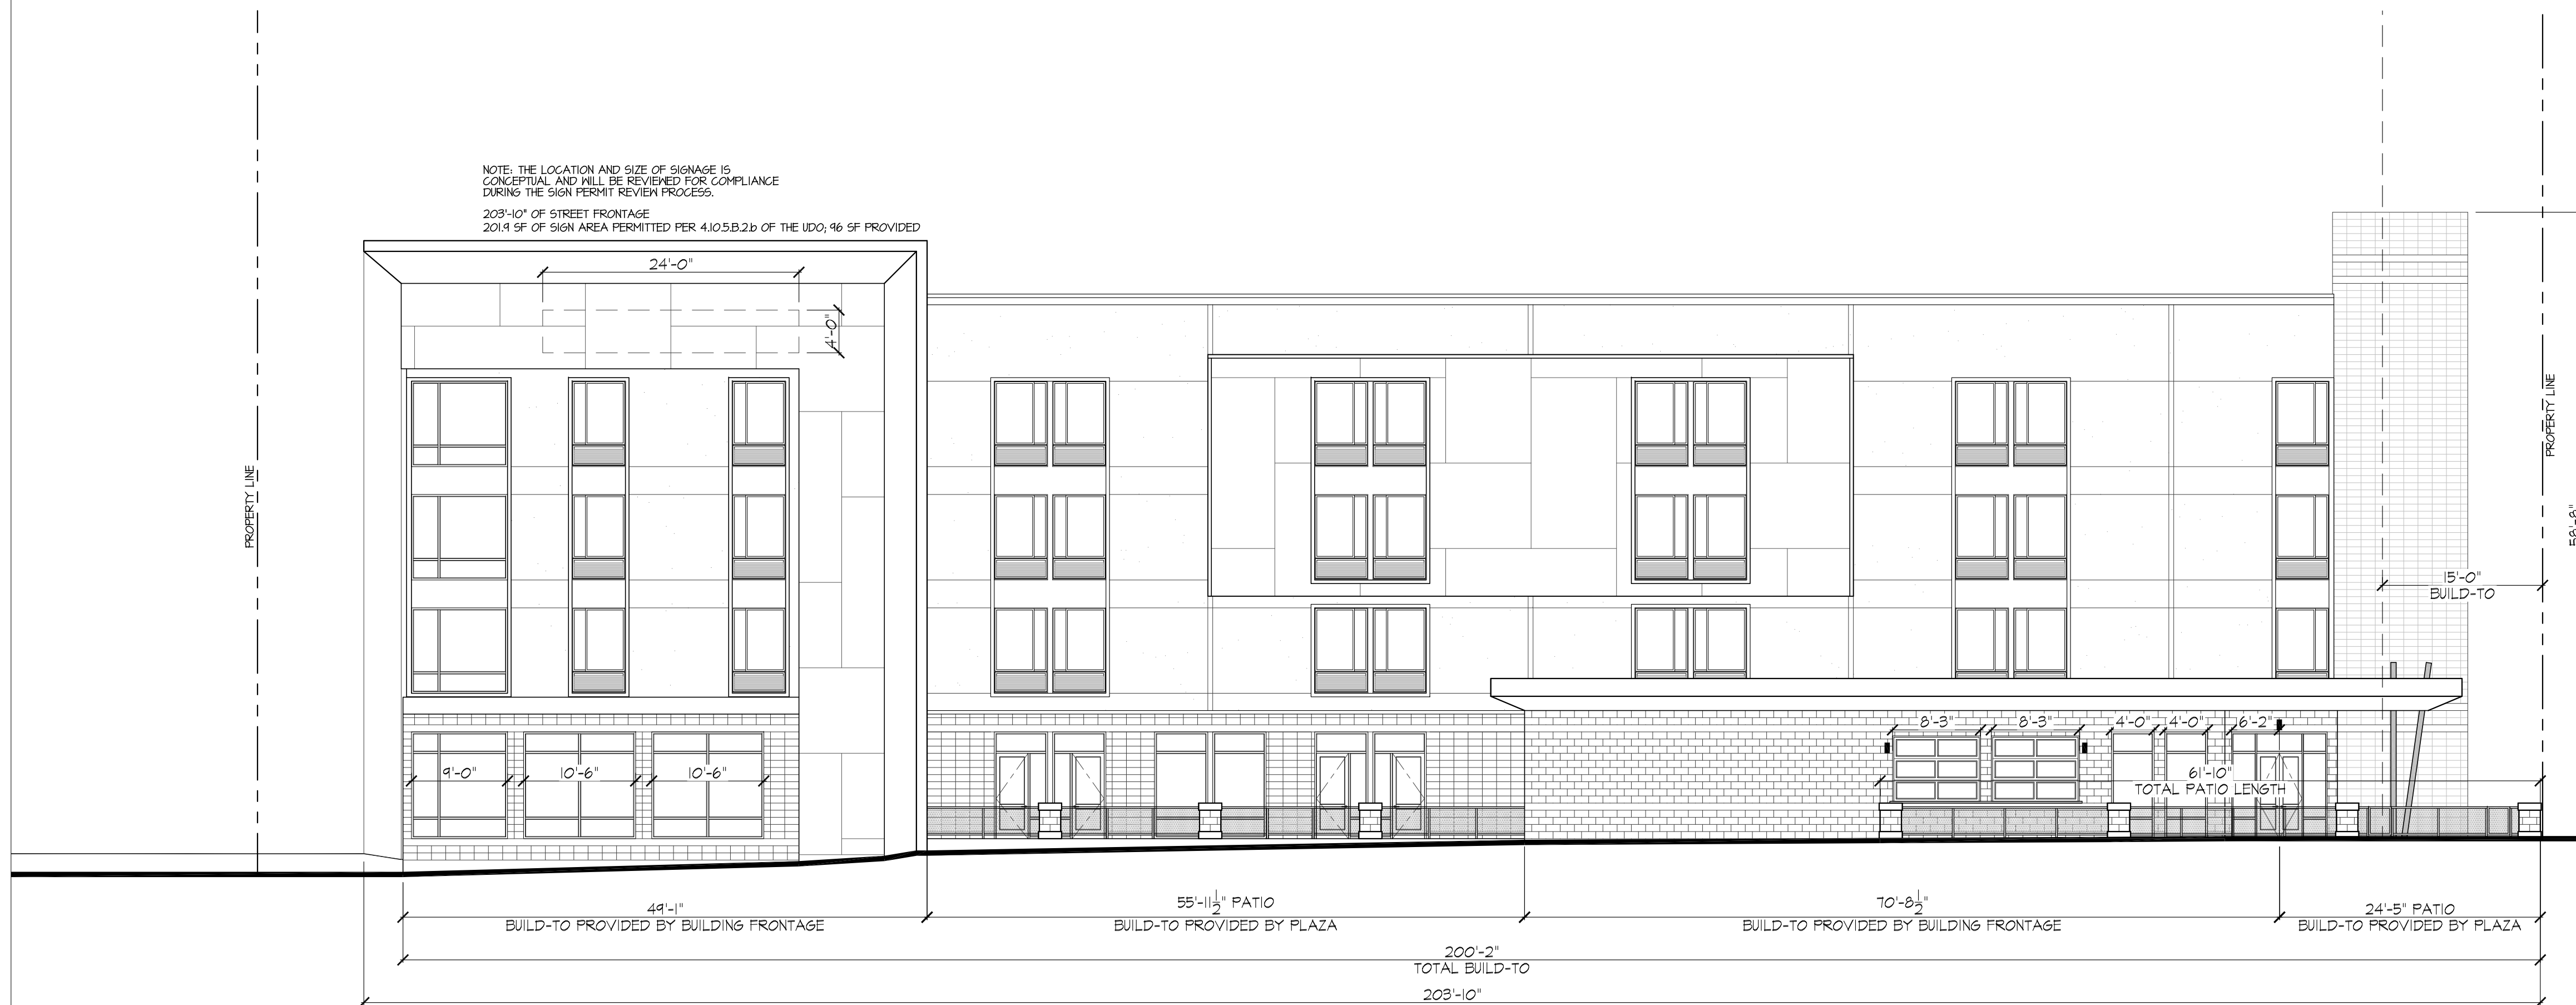 NOTE: THE LOCATION AND SIZE OF SIGNAGE IS
CONCEPTUAL AND WILL BE REVIEWED FOR COMPLIANCE
DURING THE SIGN PERMIT REVIEW PROCESS.
203'-10" OF STREET FRONTAGE
201.9 SF OF SIGN AREA PERMITTED PER 4.10.5.B.2.b OF THE UDO; 96 SF PROVIDED
24'-0"
4'-0"
PROPERTY LINE
PROPERTY LINE
58'-8"
15'-0"
BUILD-TO
8'-3"
8'-3"
4'-0"
4'-0"
6'-2"
9'-0"
10'-6"
10'-6"
61'-10"
TOTAL PATIO LENGTH
49'-1"
BUILD-TO PROVIDED BY BUILDING FRONTAGE
55'-11 1/2" PATIO
BUILD-TO PROVIDED BY PLAZA
70'-8 1/2"
BUILD-TO PROVIDED BY BUILDING FRONTAGE
24'-5" PATIO
BUILD-TO PROVIDED BY PLAZA
200'-2"
TOTAL BUILD-TO
203'-10"